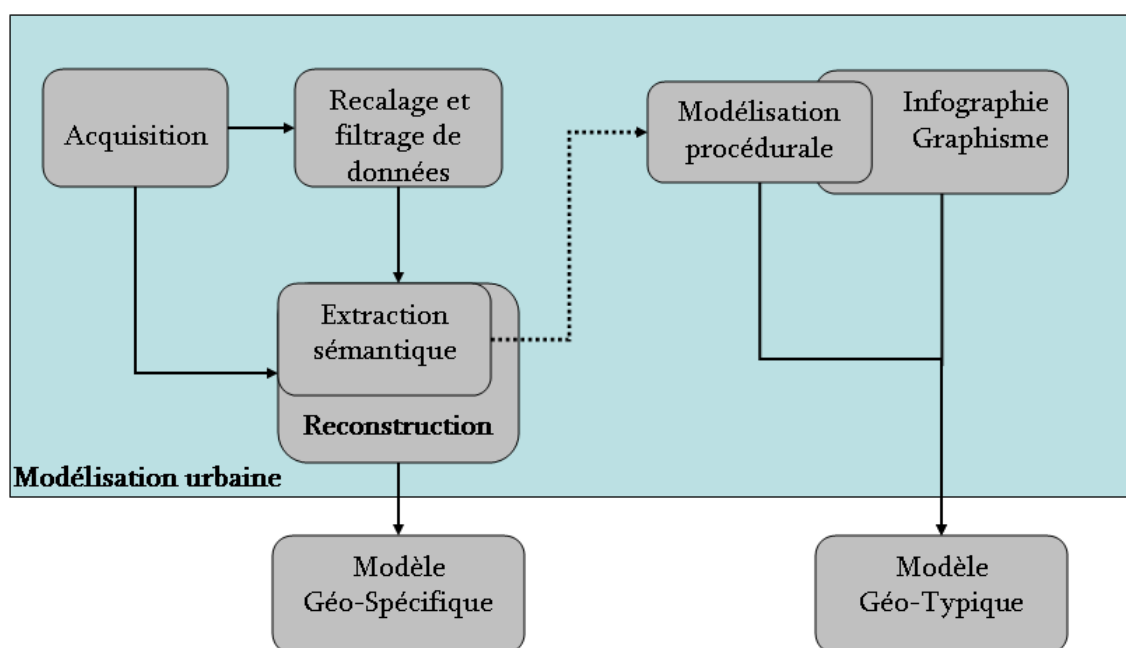 Acquisition
Recalage et
filtrage de
données
Modélisation
procédurale
Infographie
Graphisme
Extraction
sémantique
Reconstruction
Modélisation urbaine
Modèle
Géo-Spécifique
Modèle
Géo-Typique